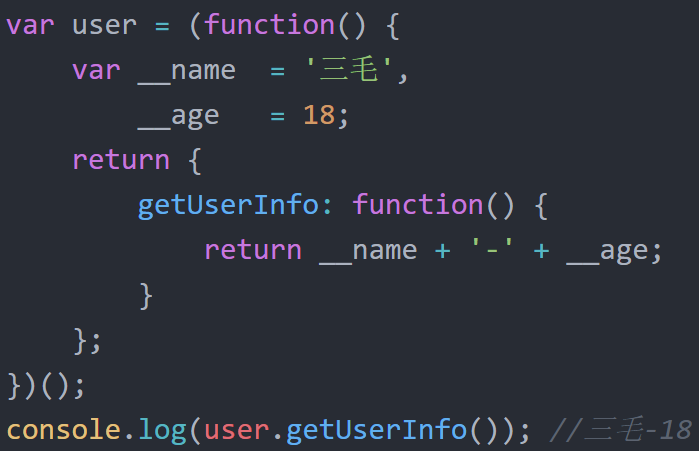 var user = (function() {
    var __name  = '三毛',
        __age   = 18;
    return {
        getUserInfo: function() {
            return __name + '-' + __age;
        }
    };
})();
console.log(user.getUserInfo()); //三毛-18